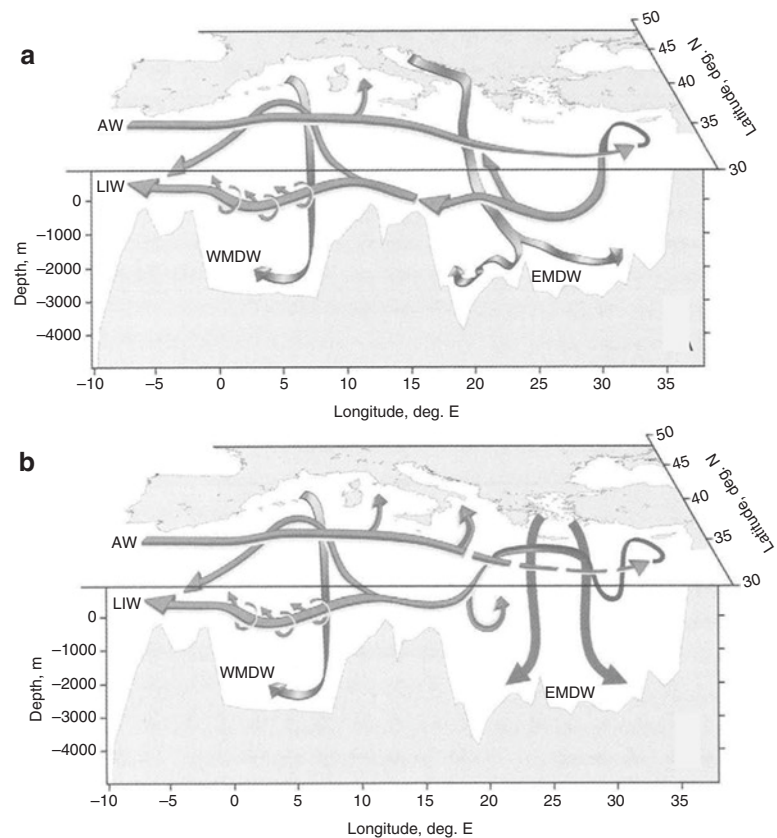 a
50
45
40
35
30
Latitude, deg. N
AW
LIW
0
–1000
–2000
–3000
–4000
Depth, m
WMDW
EMDW
–10 –5 0 5 10 15 20 25 30 35
Longitude, deg. E
b
50
45
40
35
30
Latitude, deg. N
AW
LIW
0
–1000
–2000
–3000
–4000
Depth, m
WMDW
EMDW
–10 –5 0 5 10 15 20 25 30 35
Longitude, deg. E